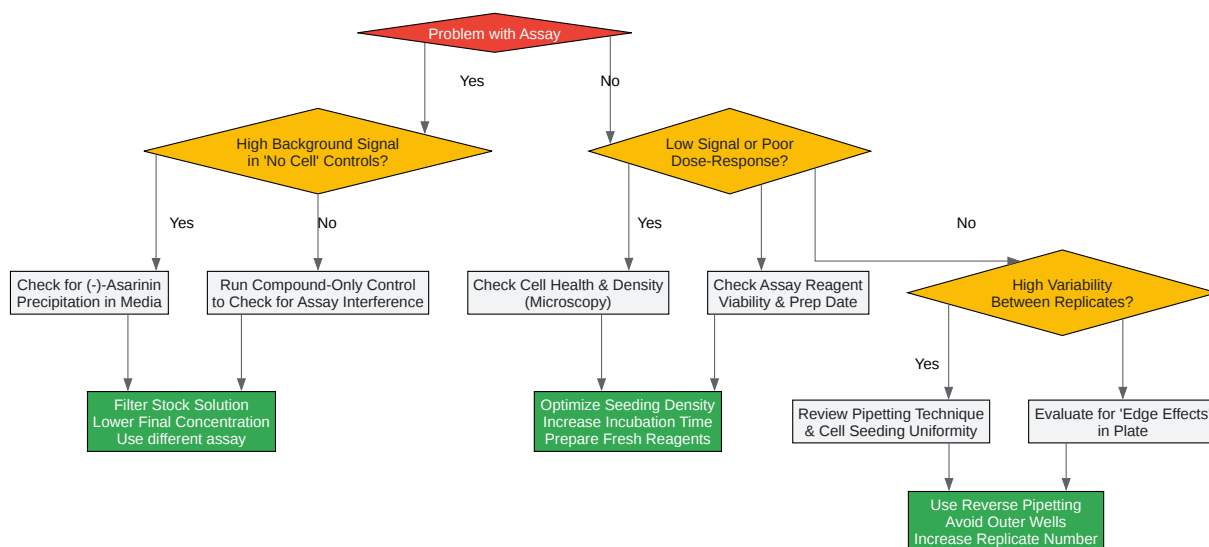 Problem with Assay
Yes
No
High Background Signal
in 'No Cell' Controls?
Low Signal or Poor
Dose-Response?
Yes
No
Yes
No
Check for (-)-Asarinin
Precipitation in Media
Run Compound-Only Control
to Check for Assay Interference
Check Cell Health & Density
(Microscopy)
Check Assay Reagent
Viability & Prep Date
High Variability
Between Replicates?
Yes
Filter Stock Solution
Lower Final Concentration
Use different assay
Optimize Seeding Density
Increase Incubation Time
Prepare Fresh Reagents
Review Pipetting Technique
& Cell Seeding Uniformity
Evaluate for 'Edge Effects'
in Plate
Use Reverse Pipetting
Avoid Outer Wells
Increase Replicate Number